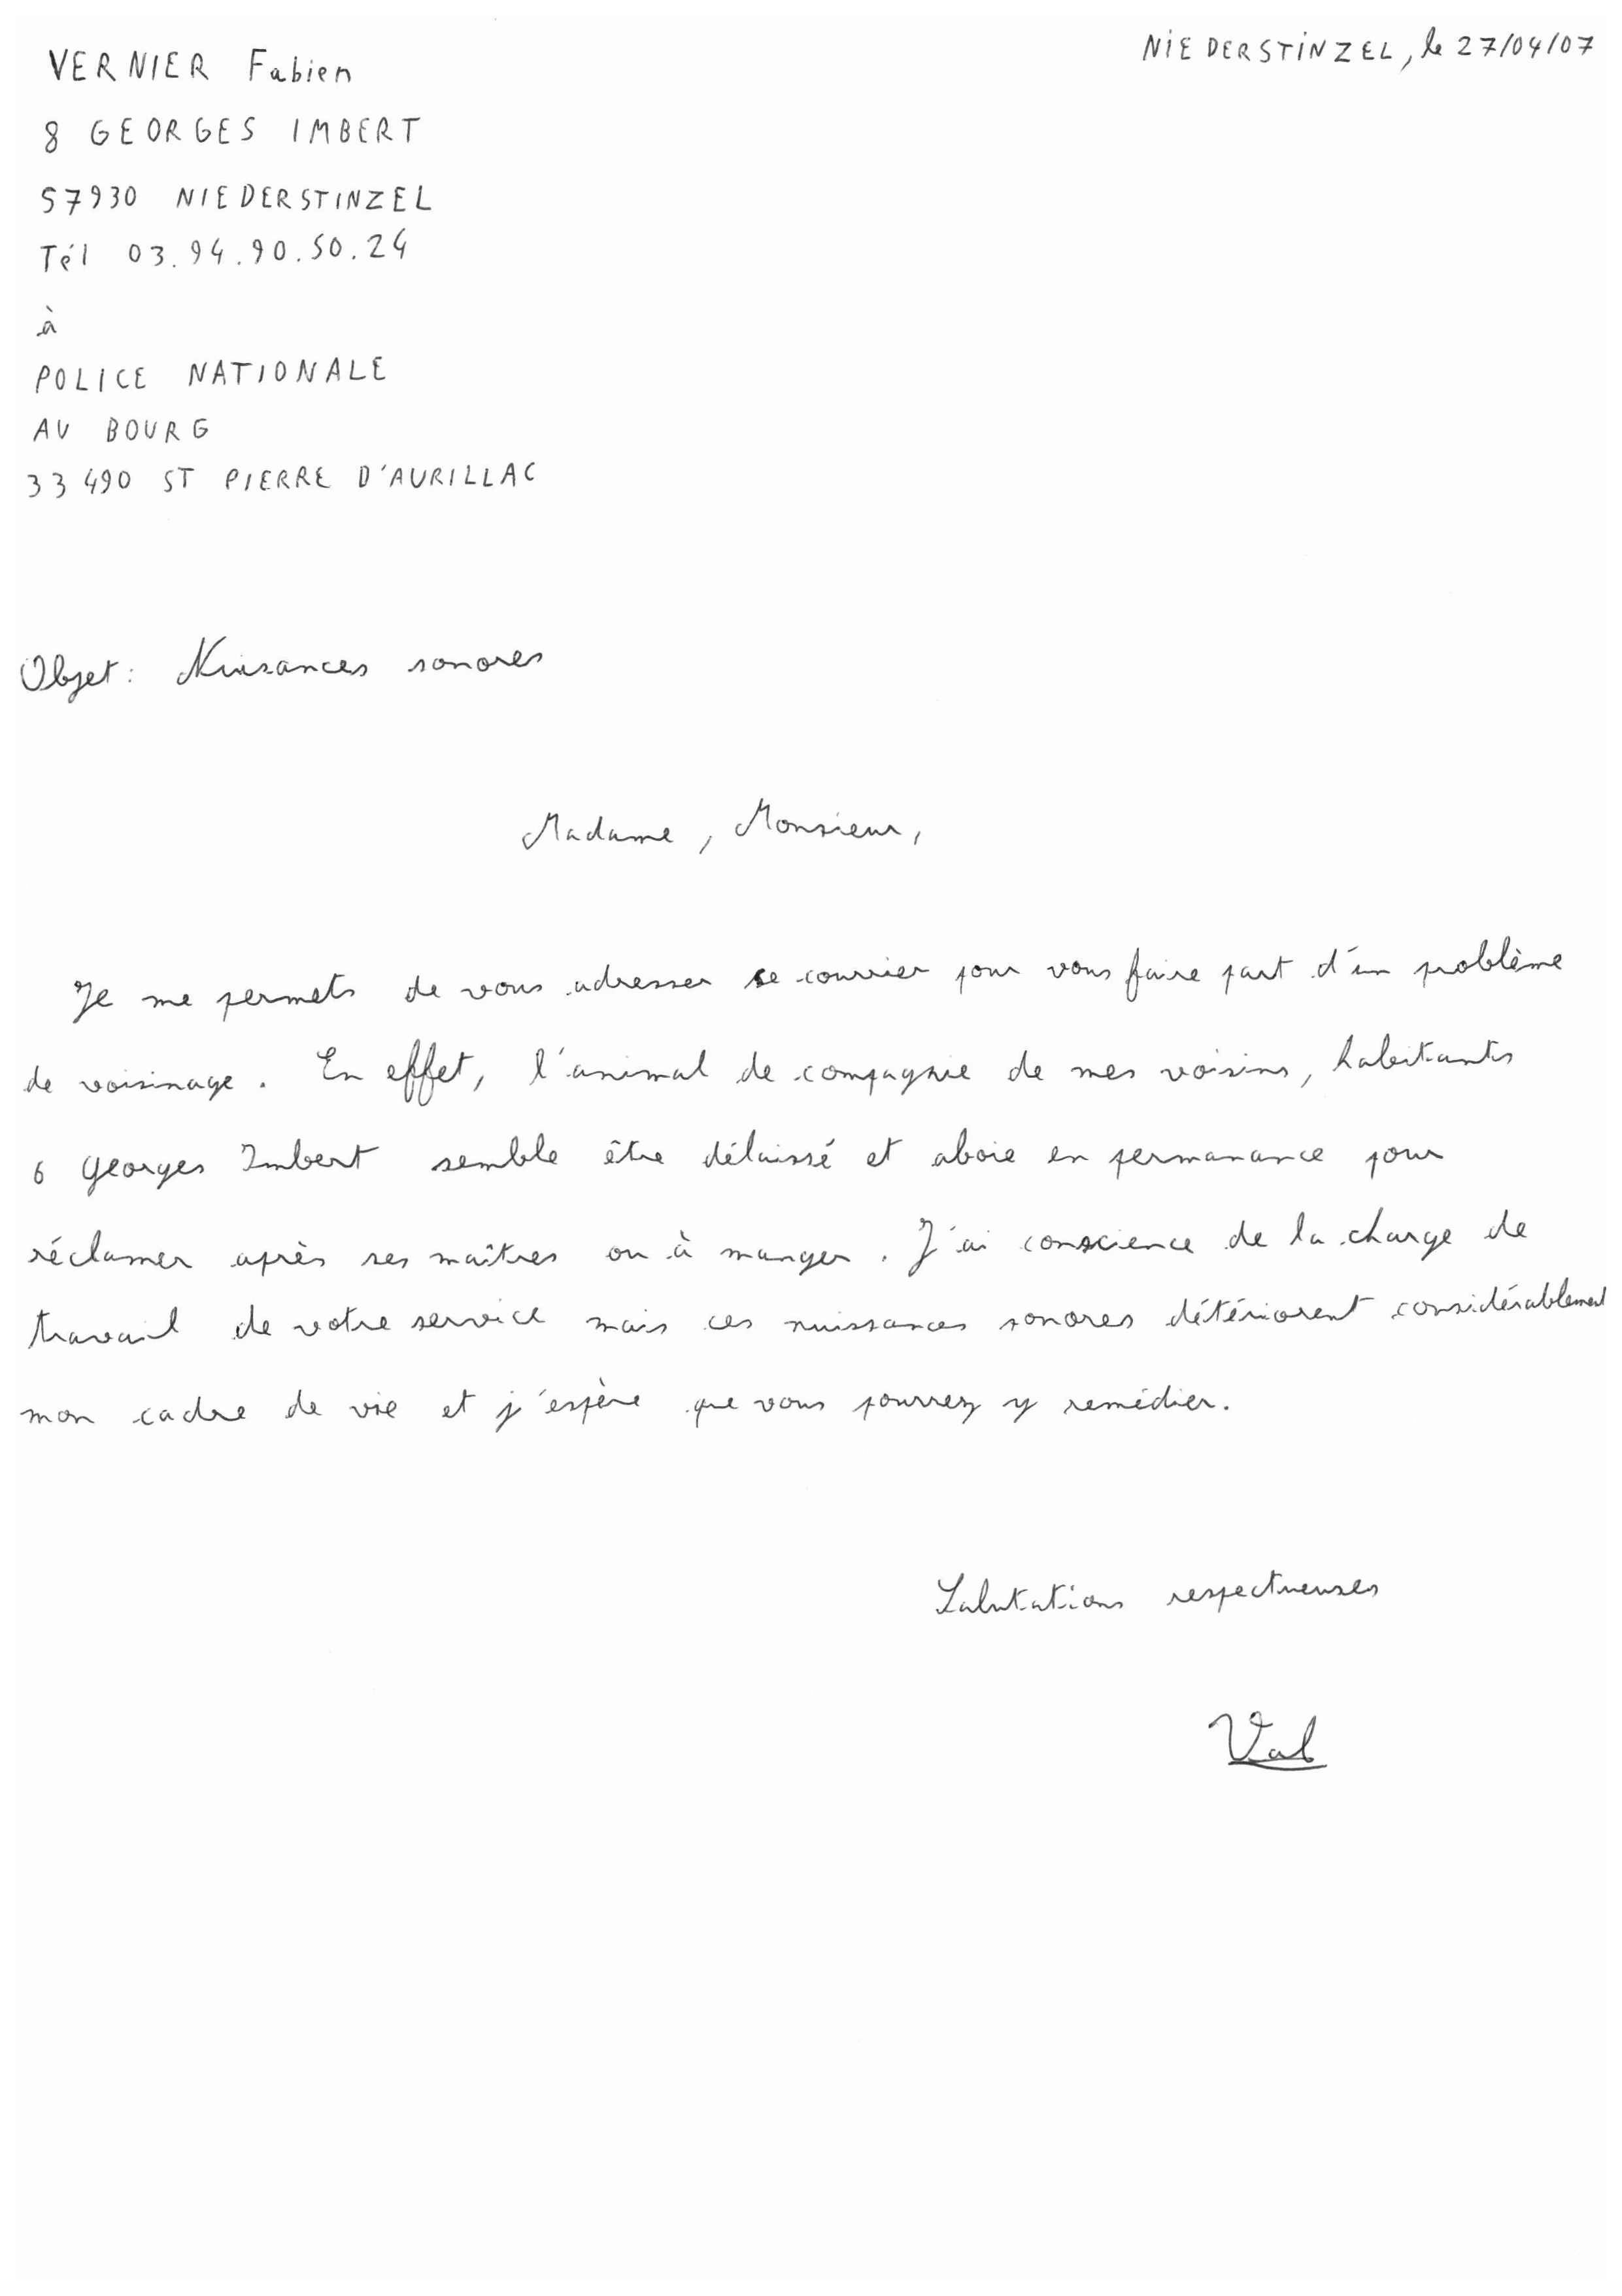 VERNIER Fabien
NIEDERSTINZEL, le 27/04/07
8 GEORGES IMBERT
57930 NIEDERSTINZEL
Tél 03.94.90.50.24
à
POLICE NATIONALE
AU BOURG
33490 ST PIERRE D'AURILLAC
Objet : Nuisances sonores
Madame, Monsieur,
Je me permets de vous adresser ce courrier pour vous faire part d'un problème
de voisinage. En effet, l'animal de compagnie de mes voisins, habitants
6 Georges Imbert semble être délaissé et aboie en permanance pour
réclamer après ses maîtres ou à manger. J'ai conscience de la charge de
travail de votre service mais ces nuissances sonores détériorent considérablement
mon cadre de vie et j'espère que vous pourrez y remédier.
Salutations respectueuses
Val